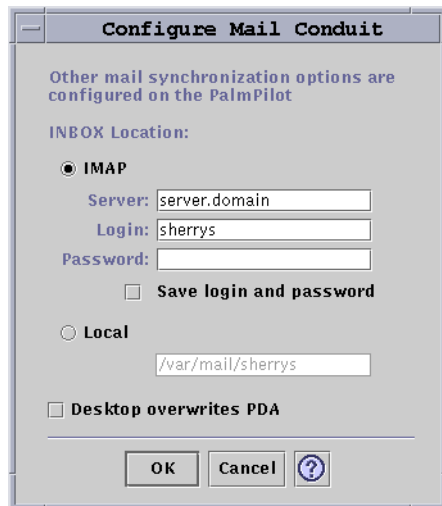 Configure Mail Conduit
Other mail synchronization options are
configured on the PalmPilot
INBOX Location:
IMAP
Server: server.domain
Login: sherrys
Password:
Save login and password
Local
/var/mail/sherrys
Desktop overwrites PDA
OK Cancel ?